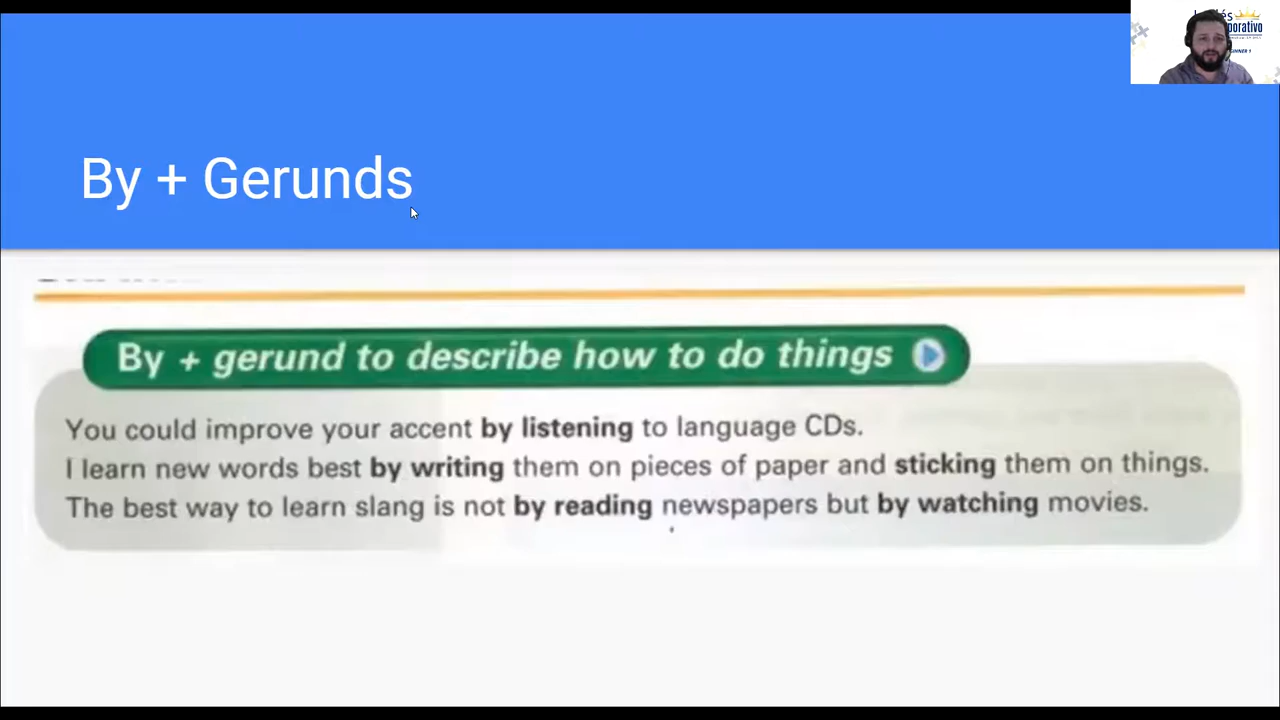 By + Gerunds
By + gerund to describe how to do things
You could improve your accent by listening to language CDs.
I learn new words best by writing them on pieces of paper and sticking them on things.
The best way to learn slang is not by reading newspapers but by watching movies.